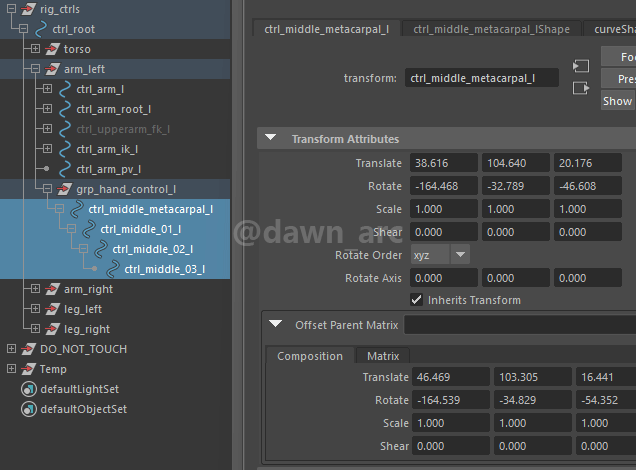 rig_ctrls
ctrl_root
torso
arm_left
ctrl_arm_l
ctrl_arm_root_l
ctrl_upperarm_fk_l
ctrl_arm_ik_l
ctrl_arm_pv_l
grp_hand_control_l
ctrl_middle_metacarpal_l
ctrl_middle_01_l
ctrl_middle_02_l
ctrl_middle_03_l
arm_right
leg_left
leg_right
DO_NOT_TOUCH
Temp
defaultLightSet
defaultObjectSet
ctrl_middle_metacarpal_l ctrl_middle_metacarpal_lShape curveSha
transform: ctrl_middle_metacarpal_l
Foc
Pres
Show
Transform Attributes
Translate 38.616 104.640 20.176
Rotate -164.468 -32.789 -46.608
Scale 1.000 1.000 1.000
Shear 0.000 0.000 0.000
Rotate Order xyz
Rotate Axis 0.000 0.000 0.000
Inherits Transform
Offset Parent Matrix
Composition Matrix
Translate 46.469 103.305 16.441
Rotate -164.539 -34.829 -54.352
Scale 1.000 1.000 1.000
Shear 0.000 0.000 0.000
@dawn_arc